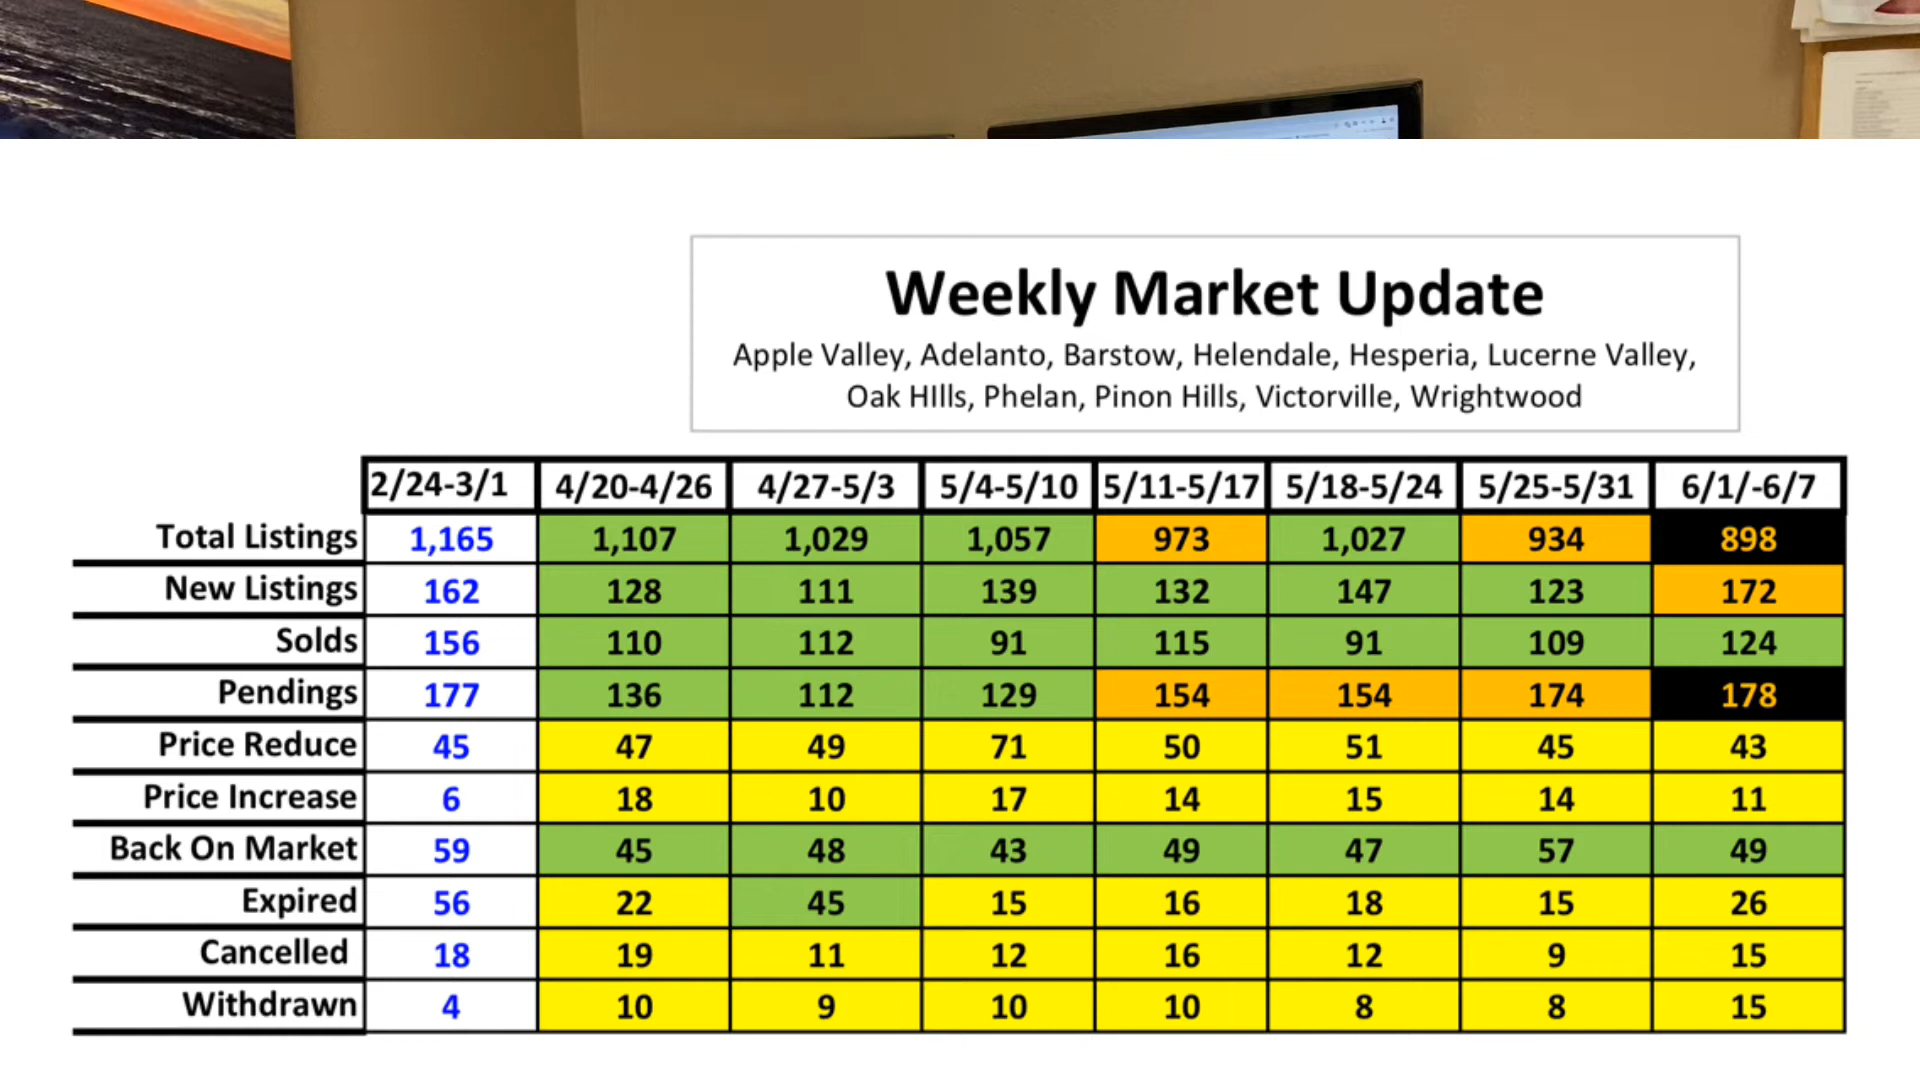 Weekly Market Update
Apple Valley, Adelanto, Barstow, Helendale, Hesperia, Lucerne Valley,
Oak HIlls, Phelan, Pinon Hills, Victorville, Wrightwood
2/24-3/1 4/20-4/26 4/27-5/3 5/4-5/10 5/11-5/17 5/18-5/24 5/25-5/31 6/1/-6/7
Total Listings 1,165 1,107 1,029 1,057 973 1,027 934 898
New Listings 162 128 111 139 132 147 123 172
Solds 156 110 112 91 115 91 109 124
Pendings 177 136 112 129 154 154 174 178
Price Reduce 45 47 49 71 50 51 45 43
Price Increase 6 18 10 17 14 15 14 11
Back On Market 59 45 48 43 49 47 57 49
Expired 56 22 45 15 16 18 15 26
Cancelled 18 19 11 12 16 12 9 15
Withdrawn 4 10 9 10 10 8 8 15